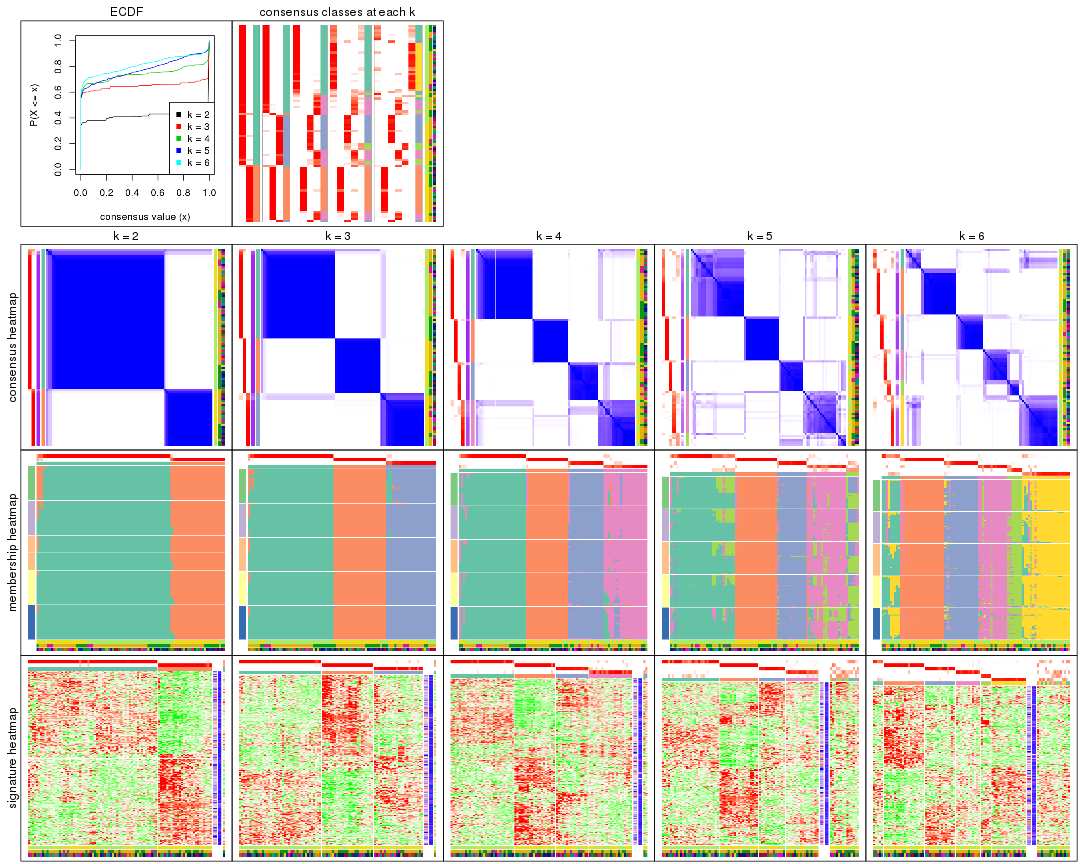 ECDF
consensus classes at each k
P(X <= x)
0.0
0.2
0.4
0.6
0.8
1.0
k = 2
k = 3
k = 4
k = 5
k = 6
0.0 0.2 0.4 0.6 0.8 1.0
consensus value (x)
k = 2
k = 3
k = 4
k = 5
k = 6
consensus heatmap
membership heatmap
signature heatmap